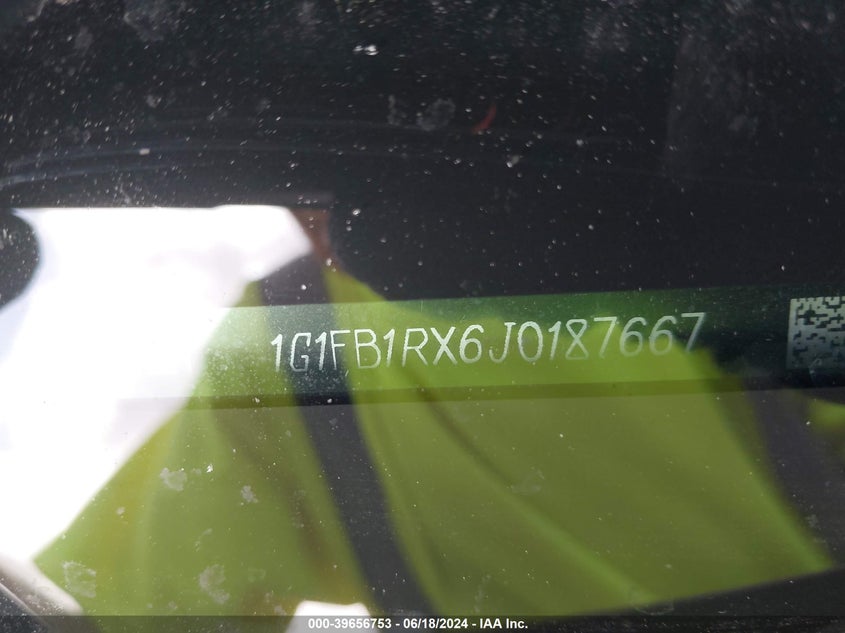 1G1FB1RX6J0187667
000-39656753 - 06/18/2024 - IAA Inc.